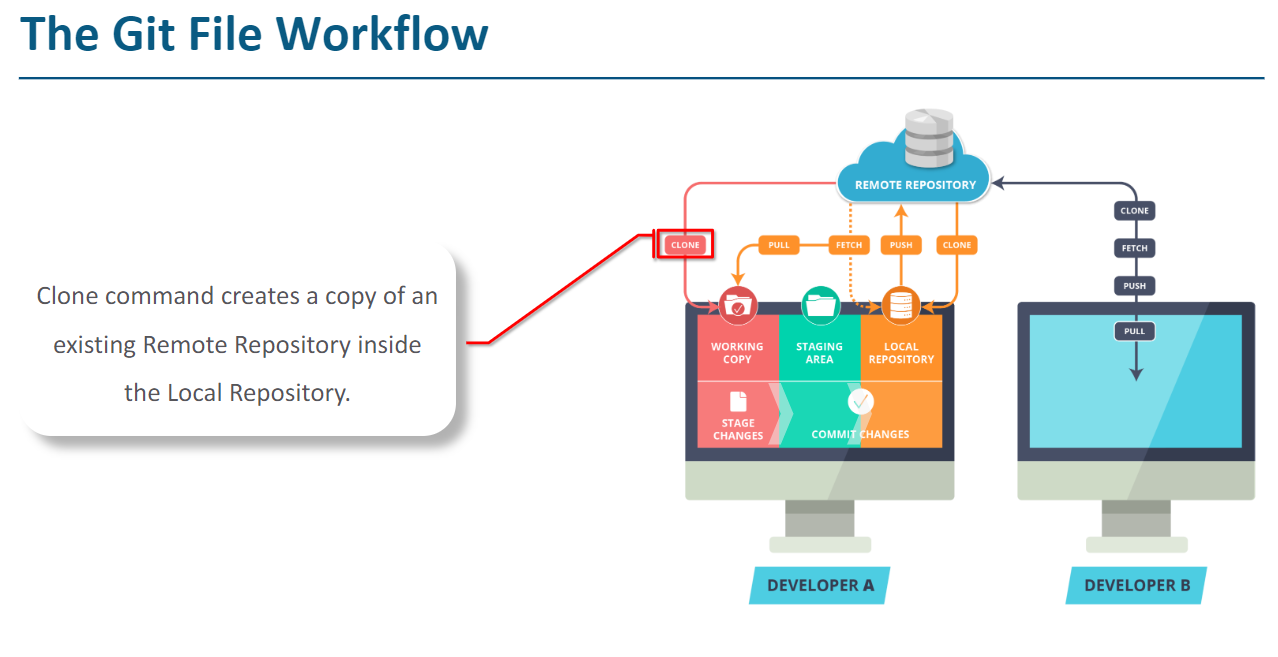 The Git File Workflow
Clone command creates a copy of an
existing Remote Repository inside
the Local Repository.
REMOTE REPOSITORY
CLONE
PULL
FETCH
PUSH
CLONE
WORKING
COPY
STAGING
AREA
LOCAL
REPOSITORY
STAGE
CHANGES
COMMIT CHANGES
DEVELOPER A
CLONE
FETCH
PUSH
PULL
DEVELOPER B